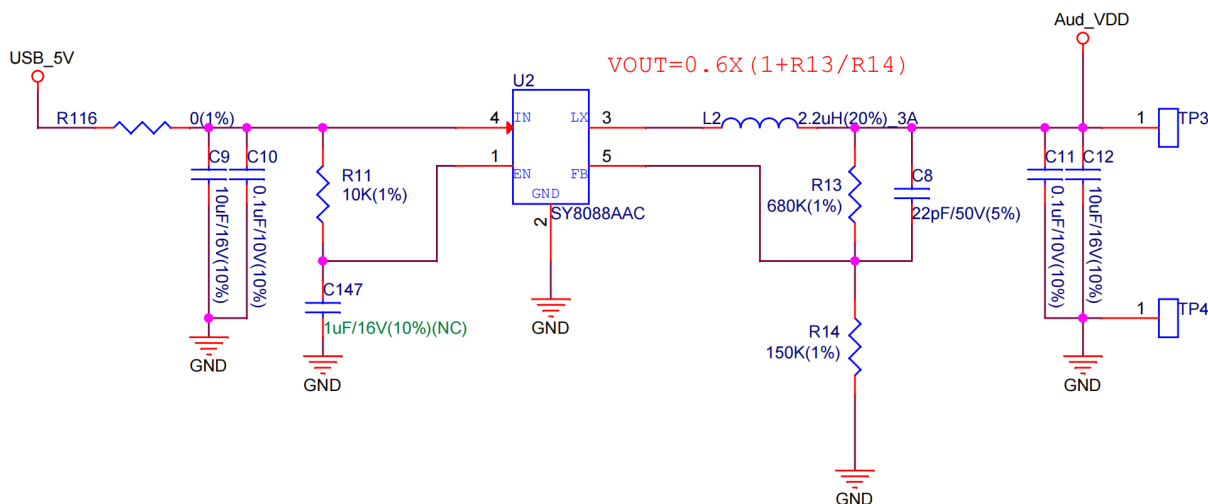 Aud_VDD
USB_5V
U2
VOUT=0.6X(1+R13/R14)
R116
0(1%)
4
IN
LX
3
L2
2.2uH(20%)_3A
1
TP3
C9
10uF/16V(10%)
C10
0.1uF/10V(10%)
R11
10K(1%)
1
EN
FB
5
GND
SY8088AAC
2
R13
680K(1%)
C8
22pF/50V(5%)
C11
0.1uF/10V(10%)
C12
10uF/16V(10%)
C147
1uF/16V(10%)(NC)
GND
R14
150K(1%)
1
TP4
GND
GND
GND
GND